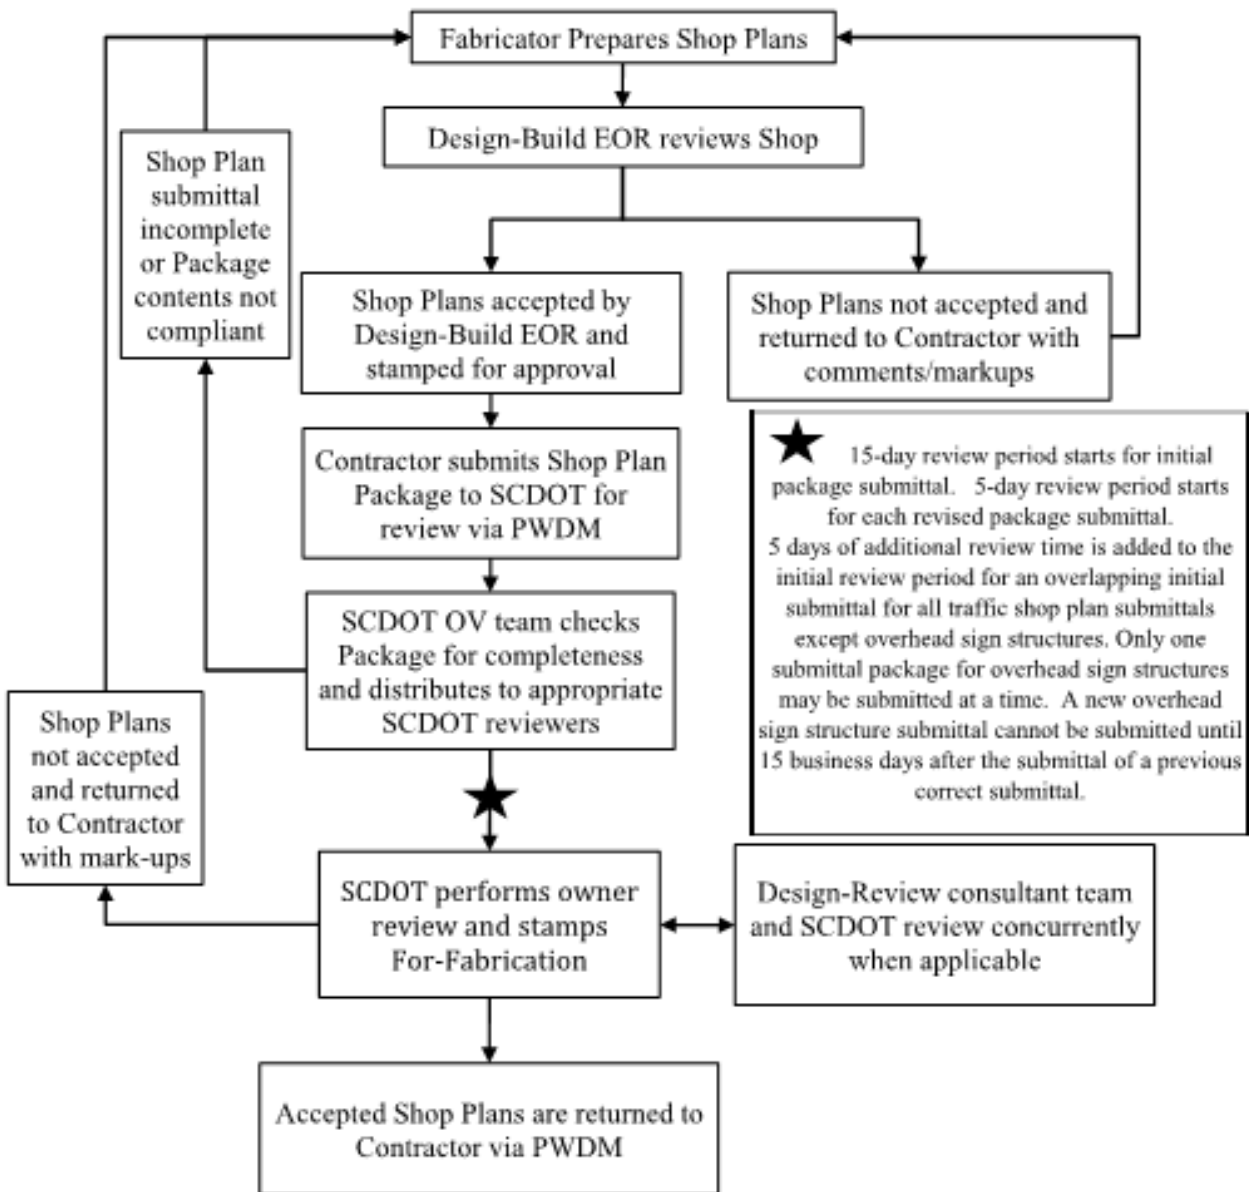 Fabricator Prepares Shop Plans
Design-Build EOR reviews Shop
Shop Plan
submittal
incomplete
or Package
contents not
compliant
Shop Plans accepted by
Design-Build EOR and
stamped for approval
Shop Plans not accepted and
returned to Contractor with
comments/markups
Contractor submits Shop Plan
Package to SCDOT for
review via PWDM
15-day review period starts for initial
package submittal. 5-day review period starts
for each revised package submittal.
5 days of additional review time is added to the
initial review period for an overlapping initial
submittal for all traffic shop plan submittals
except overhead sign structures. Only one
submittal package for overhead sign structures
may be submitted at a time. A new overhead
sign structure submittal cannot be submitted until
15 business days after the submittal of a previous
correct submittal.
SCDOT OV team checks
Package for completeness
and distributes to appropriate
SCDOT reviewers
Shop Plans
not accepted
and returned
to Contractor
with mark-ups
SCDOT performs owner
review and stamps
For-Fabrication
Design-Review consultant team
and SCDOT review concurrently
when applicable
Accepted Shop Plans are returned to
Contractor via PWDM